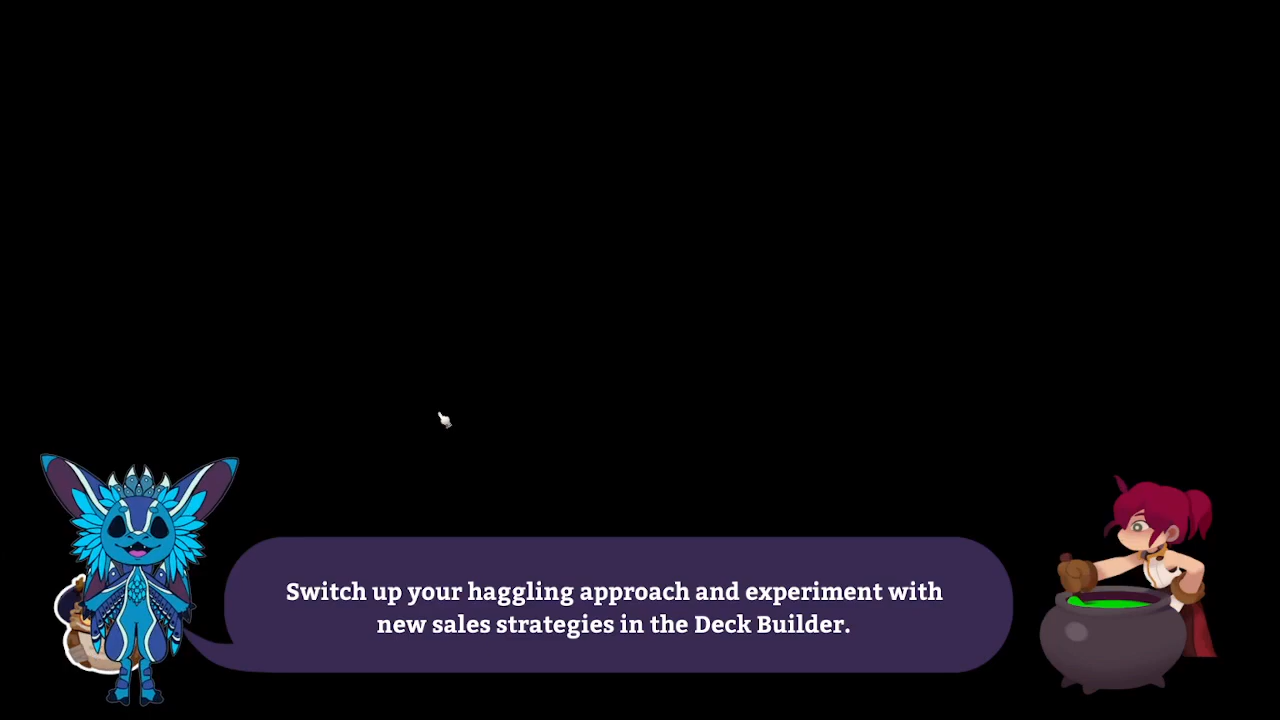 Switch up your haggling approach and experiment with
new sales strategies in the Deck Builder.